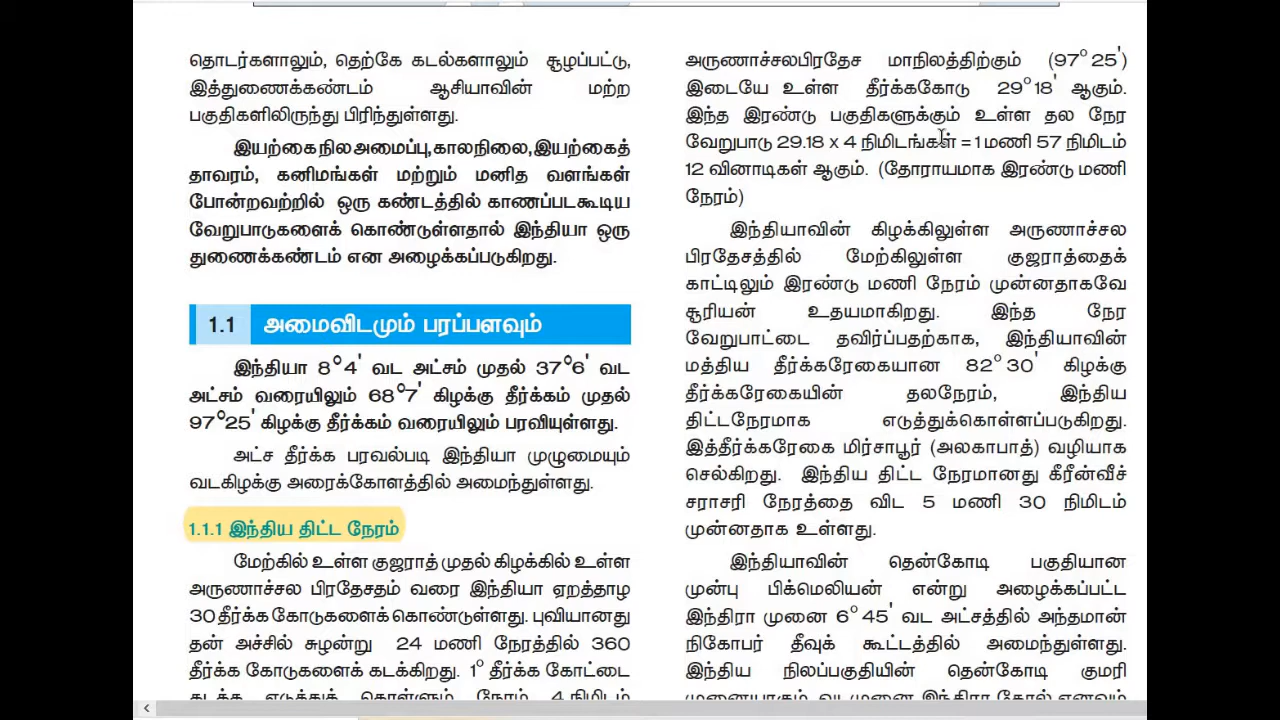 தொடர்களாலும், தெற்கே கடல்களாலும் சூழப்பட்டு,
இத்துணைக்கண்டம் ஆசியாவின் மற்ற
பகுதிகளிலிருந்து பிரிந்துள்ளது.
இயற்கை நில அமைப்பு,காலநிலை,இயற்கைத்
தாவரம், கனிமங்கள் மற்றும் மனித வளங்கள்
போன்றவற்றில் ஒரு கண்டத்தில் காணப்படகூடிய
வேறுபாடுகளைக் கொண்டுள்ளதால் இந்தியா ஒரு
துணைக்கண்டம் என அழைக்கப்படுகிறது.
1.1 அமைவிடமும் பரப்பளவும்
இந்தியா 8°4' வட அட்சம் முதல் 37°6' வட
அட்சம் வரையிலும் 68°7' கிழக்கு தீர்க்கம் முதல்
97°25' கிழக்கு தீர்க்கம் வரையிலும் பரவியுள்ளது.
அட்ச தீர்க்க பரவல்படி இந்தியா முழுமையும்
வடகிழக்கு அரைக்கோளத்தில் அமைந்துள்ளது.
1.1.1 இந்திய திட்ட நேரம்
மேற்கில் உள்ள குஜராத் முதல் கிழக்கில் உள்ள
அருணாச்சல பிரதேசதம் வரை இந்தியா ஏறத்தாழ
30 தீர்க்க கோடுகளைக் கொண்டுள்ளது. புவியானது
தன் அச்சில் சுழன்று 24 மணி நேரத்தில் 360
தீர்க்க கோடுகளைக் கடக்கிறது. 1° தீர்க்க கோட்டை
கடக்க எடுத்துக் கொள்ளும் நேரம் 4 நிமிடம்
அருணாச்சலபிரதேச மாநிலத்திற்கும் (97° 25')
இடையே உள்ள தீர்க்ககோடு 29° 18' ஆகும்.
இந்த இரண்டு பகுதிகளுக்கும் உள்ள தல நேர
வேறுபாடு 29.18 x 4 நிமிடங்கள் = 1 மணி 57 நிமிடம்
12 வினாடிகள் ஆகும். (தோராயமாக இரண்டு மணி
நேரம்)
இந்தியாவின் கிழக்கிலுள்ள அருணாச்சல
பிரதேசத்தில் மேற்கிலுள்ள குஜராத்தைக்
காட்டிலும் இரண்டு மணி நேரம் முன்னதாகவே
சூரியன் உதயமாகிறது. இந்த நேர
வேறுபாட்டை தவிர்ப்பதற்காக, இந்தியாவின்
மத்திய தீர்க்கரேகையான 82° 30' கிழக்கு
தீர்க்கரேகையின் தலநேரம், இந்திய
திட்டநேரமாக எடுத்துக்கொள்ளப்படுகிறது.
இத்தீர்க்கரேகை மிர்சாபூர் (அலகாபாத்) வழியாக
செல்கிறது. இந்திய திட்ட நேரமானது கிரீன்வீச்
சராசரி நேரத்தை விட 5 மணி 30 நிமிடம்
முன்னதாக உள்ளது.
இந்தியாவின் தென்கோடி பகுதியான
முன்பு பிக்மெலியன் என்று அழைக்கப்பட்ட
இந்திரா முனை 6° 45' வட அட்சத்தில் அந்தமான்
நிகோபர் தீவுக் கூட்டத்தில் அமைந்துள்ளது.
இந்திய நிலப்பகுதியின் தென்கோடி குமரி
முனையாகும். வடமுனை இந்திரா கோல் எனவும்